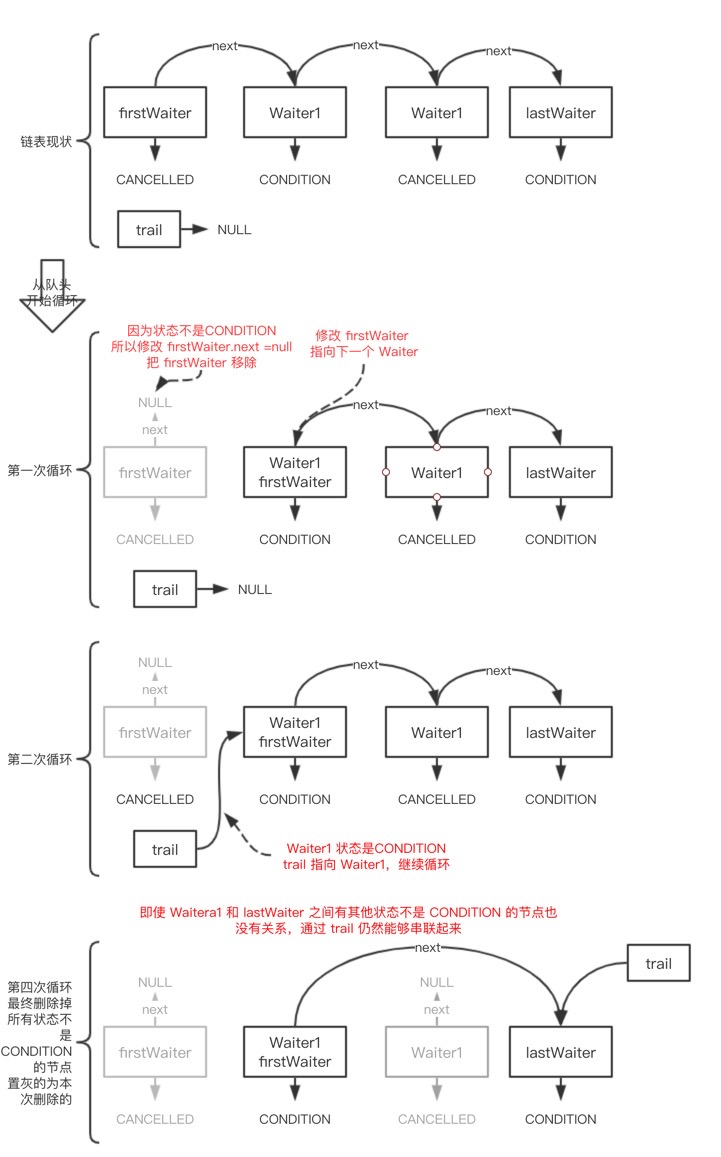 next
next
next
firstWaiter
Waiter1
Waiter1
lastWaiter
链表现状
CANCELLED
CONDITION
CANCELLED
CONDITION
trail
NULL
从队头
开始循环
因为状态不是CONDITION
所以修改 firstWaiter.next =null
把 firstWaiter 移除
修改 firstWaiter
指向下一个 Waiter
NULL
next
next
next
第一次循环
firstWaiter
Waiter1
firstWaiter
Waiter1
lastWaiter
CANCELLED
CONDITION
CANCELLED
CONDITION
trail
NULL
NULL
next
next
next
第二次循环
firstWaiter
Waiter1
firstWaiter
Waiter1
lastWaiter
CANCELLED
CONDITION
CANCELLED
CONDITION
trail
Waiter1 状态是CONDITION
trail 指向 Waiter1，继续循环
即使 Waitera1 和 lastWaiter 之间有其他状态不是 CONDITION 的节点也
没有关系，通过 trail 仍然能够串联起来
next
trail
NULL
next
NULL
next
第四次循环
最终删除掉
所有状态不
是
CONDITION
的节点
置灰的为本
次删除的
firstWaiter
Waiter1
firstWaiter
Waiter1
lastWaiter
CANCELLED
CONDITION
CANCELLED
CONDITION